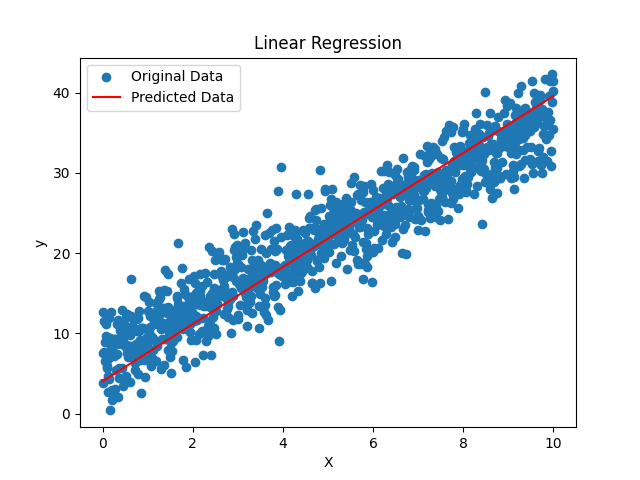 Linear Regression
Original Data
Predicted Data
40
30
20
10
0
y
0 2 4 6 8 10
X